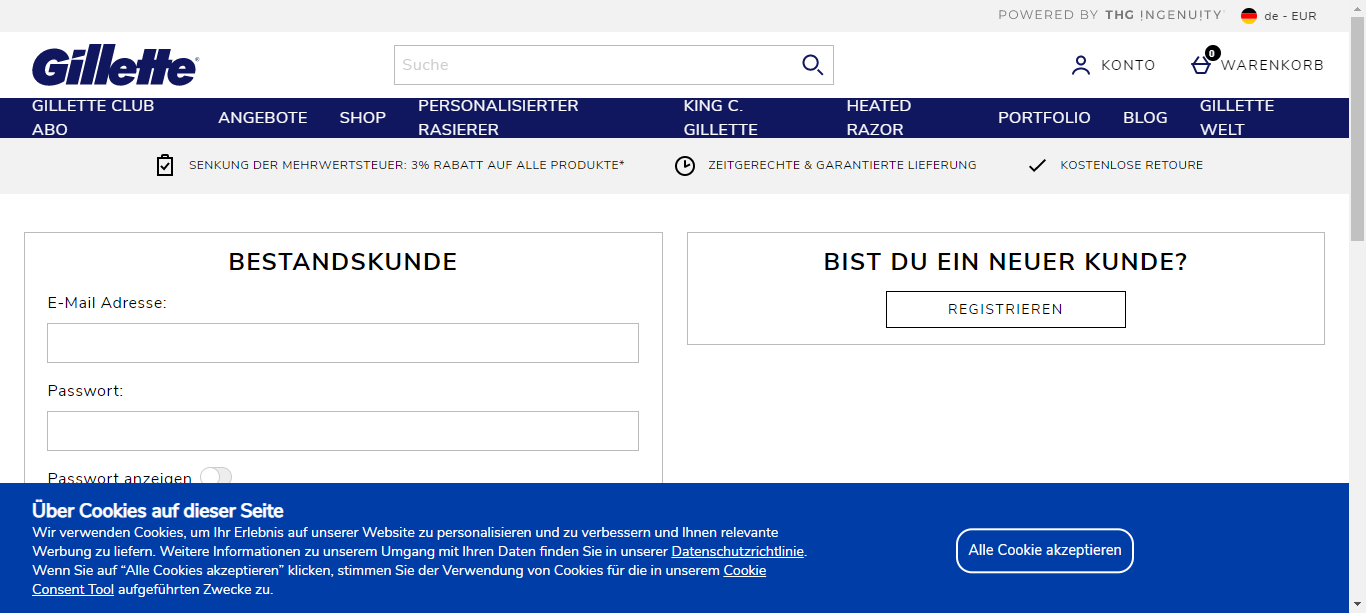 POWERED BY THG INGENUITY
de - EUR
Gillette
Suche
KONTO
0
WARENKORB
GILLETTE CLUB ABO
ANGEBOTE
SHOP
PERSONALISIERTER RASIERER
KING C. GILLETTE
HEATED RAZOR
PORTFOLIO
BLOG
GILLETTE WELT
SENKUNG DER MEHRWERTSTEUER: 3% RABATT AUF ALLE PRODUKTE*
ZEITGERECHTE & GARANTIERTE LIEFERUNG
KOSTENLOSE RETOURE
BESTANDSKUNDE
E-Mail Adresse:
Passwort:
Passwort anzeigen
BIST DU EIN NEUER KUNDE?
REGISTRIEREN
Über Cookies auf dieser Seite
Wir verwenden Cookies, um Ihr Erlebnis auf unserer Website zu personalisieren und zu verbessern und Ihnen relevante
Werbung zu liefern. Weitere Informationen zu unserem Umgang mit Ihren Daten finden Sie in unserer Datenschutzrichtlinie.
Wenn Sie auf “Alle Cookies akzeptieren” klicken, stimmen Sie der Verwendung von Cookies für die in unserem Cookie
Consent Tool aufgeführten Zwecke zu.
Alle Cookie akzeptieren